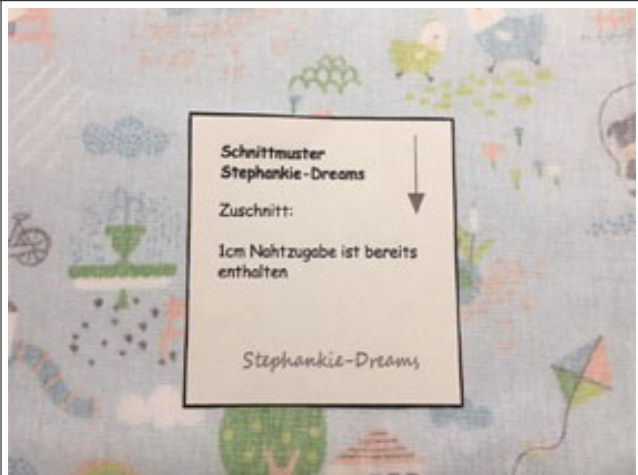 Schnittmuster
Stephankie-Dreams
Zuschnitt:
1cm Nahtzugabe ist bereits
enthalten
Stephankie-Dreams